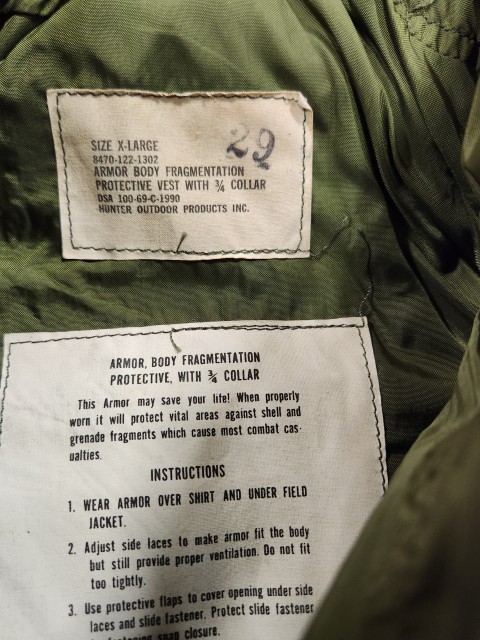 29
SIZE X-LARGE
8470-122-1302
ARMOR BODY FRAGMENTATION
PROTECTIVE VEST WITH ¾ COLLAR
DSA 100-69-C-1990
HUNTER OUTDOOR PRODUCTS INC.
ARMOR, BODY FRAGMENTATION
PROTECTIVE, WITH ¾ COLLAR
This Armor may save your life! When properly
worn it will protect vital areas against shell and
grenade fragments which cause most combat cas-
ualties.
INSTRUCTIONS
1. WEAR ARMOR OVER SHIRT AND UNDER FIELD
JACKET.
2. Adjust side laces to make armor fit the body
but still provide proper ventilation. Do not fit
too tightly.
3. Use protective flaps to cover opening under side
laces and slide fastener. Protect slide fastener
snap closure.